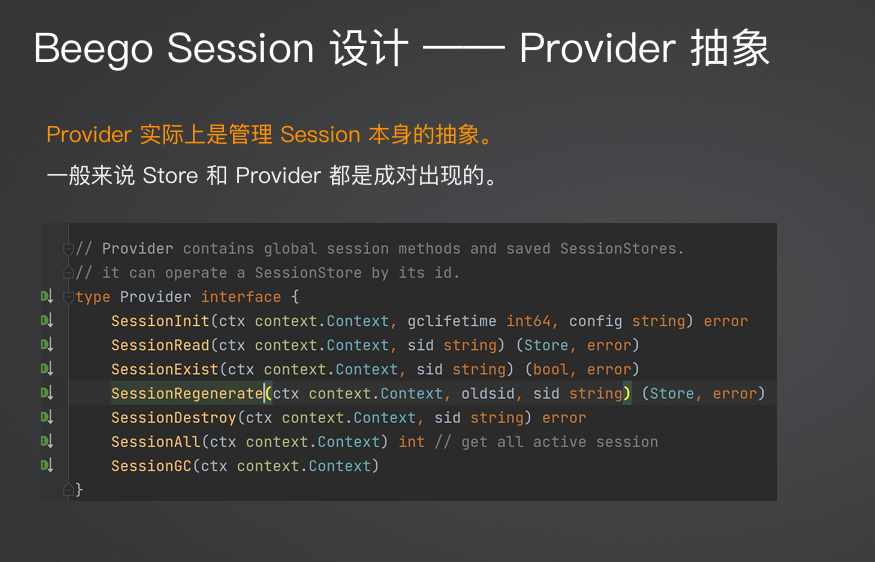 Beego Session 设计 —— Provider 抽象
Provider 实际上是管理 Session 本身的抽象。
一般来说 Store 和 Provider 都是成对出现的。
// Provider contains global session methods and saved SessionStores.
// it can operate a SessionStore by its id.
type Provider interface {
SessionInit(ctx context.Context, gclifetime int64, config string) error
SessionRead(ctx context.Context, sid string) (Store, error)
SessionExist(ctx context.Context, sid string) (bool, error)
SessionRegenerate(ctx context.Context, oldsid, sid string) (Store, error)
SessionDestroy(ctx context.Context, sid string) error
SessionAll(ctx context.Context) int // get all active session
SessionGC(ctx context.Context)
}